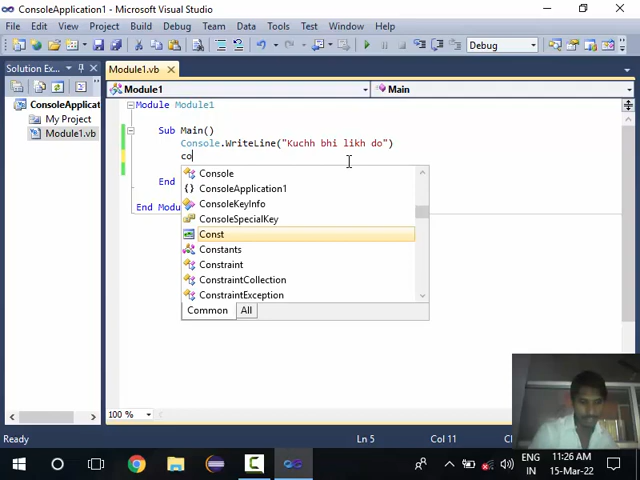 ConsoleApplication1 - Microsoft Visual Studio
File Edit View Project Build Debug Team Data Tools Test Window Help
Debug
Solution Ex...
ConsoleApplicat
My Project
Module1.vb
Module1.vb
Module1 Main
Module Module1
Sub Main()
Console.WriteLine("Kuchh bhi likh do")
co
End
End Modu
Console
ConsoleApplication1
ConsoleKeyInfo
ConsoleSpecialKey
Const
Constants
Constraint
ConstraintCollection
ConstraintException
Common All
100 %
Ready Ln 5 Col 11
ENG 11:26 AM
IN 15-Mar-22